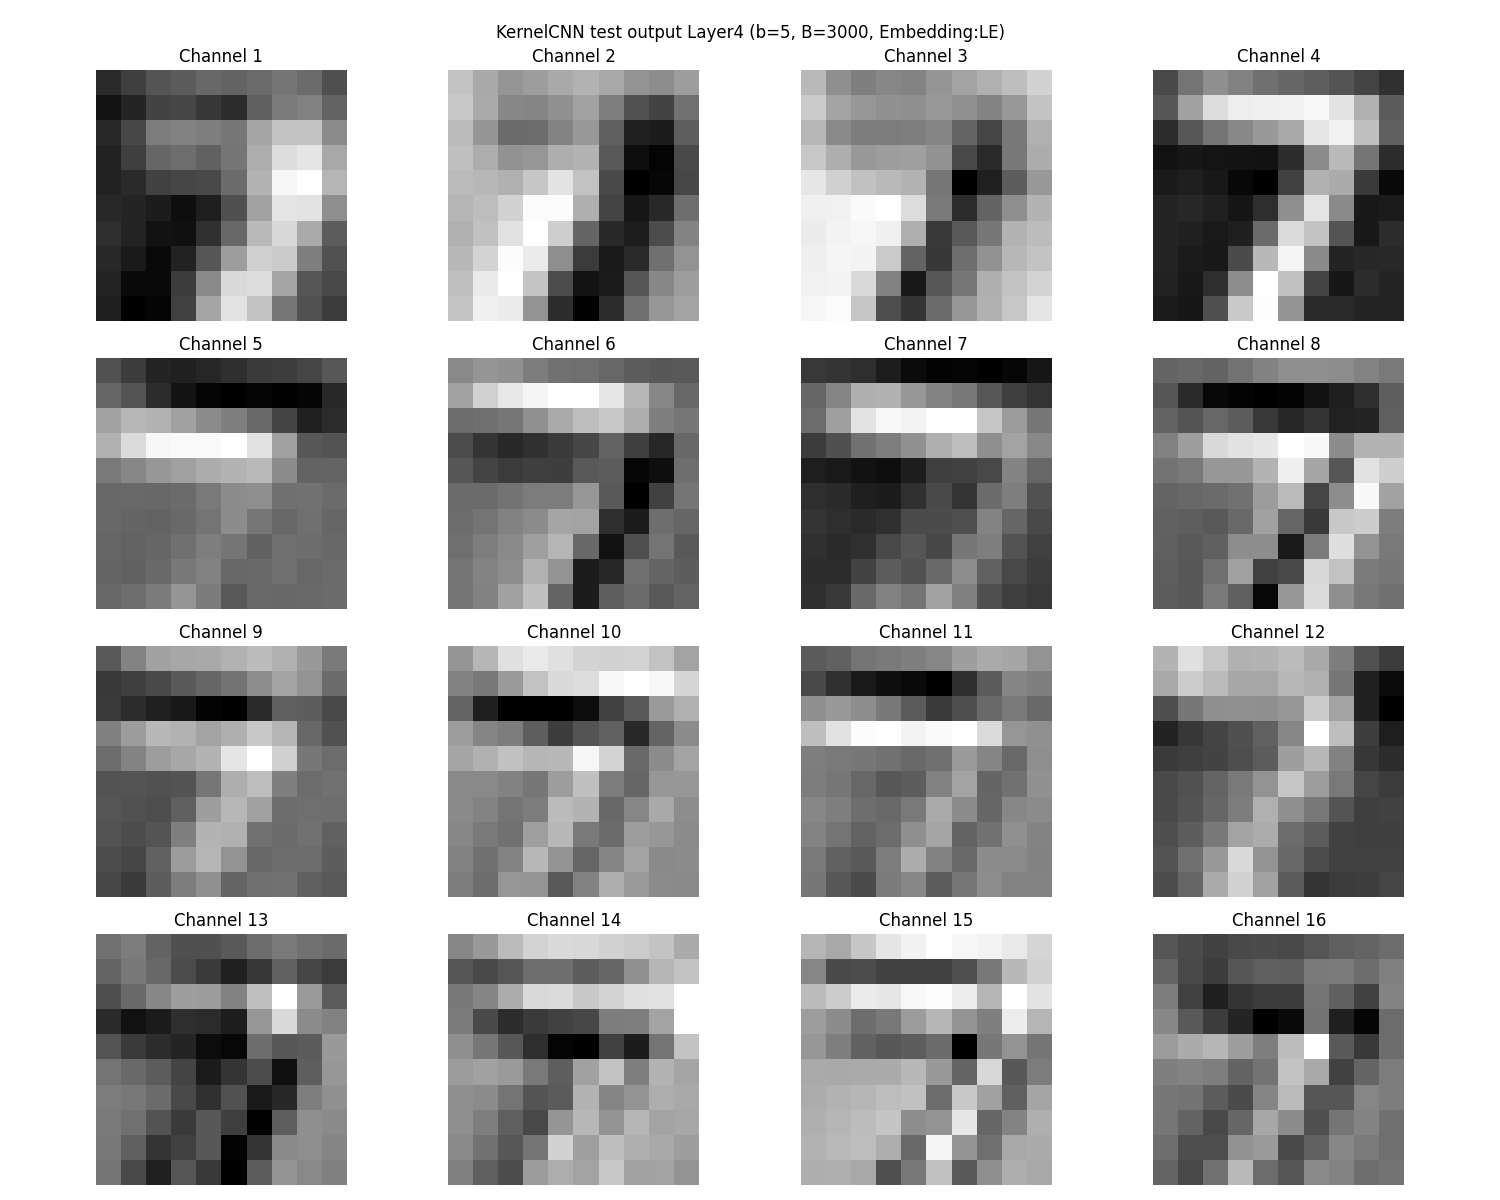 KernelCNN test output Layer4 (b=5, B=3000, Embedding:LE)
Channel 1 Channel 2 Channel 3 Channel 4
Channel 5 Channel 6 Channel 7 Channel 8
Channel 9 Channel 10 Channel 11 Channel 12
Channel 13 Channel 14 Channel 15 Channel 16